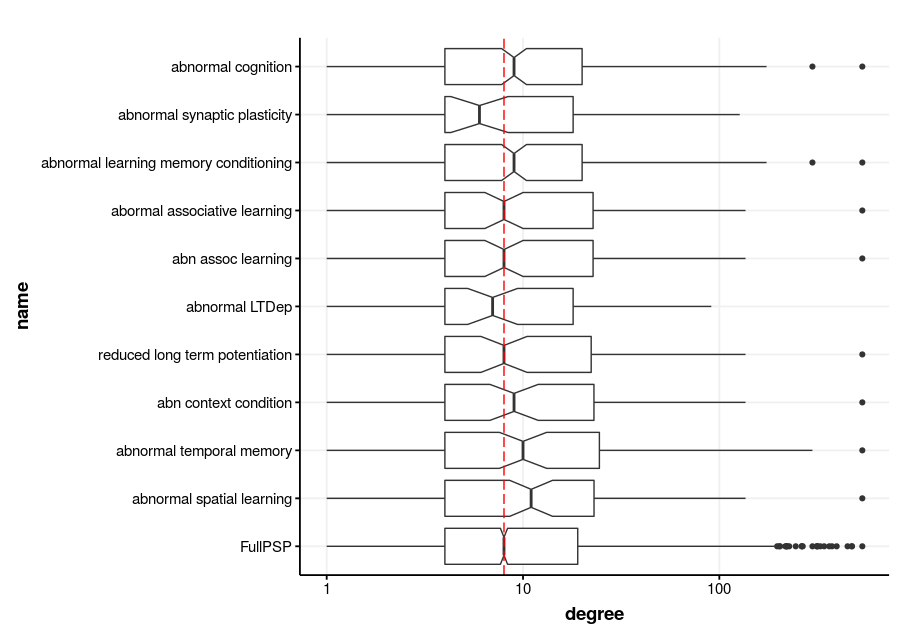 abnormal cognition
abnormal synaptic plasticity
abnormal learning memory conditioning
abormal associative learning
abn assoc learning
abnormal LTDep
reduced long term potentiation
abn context condition
abnormal temporal memory
abnormal spatial learning
FullPSP
name
1 10 100
degree